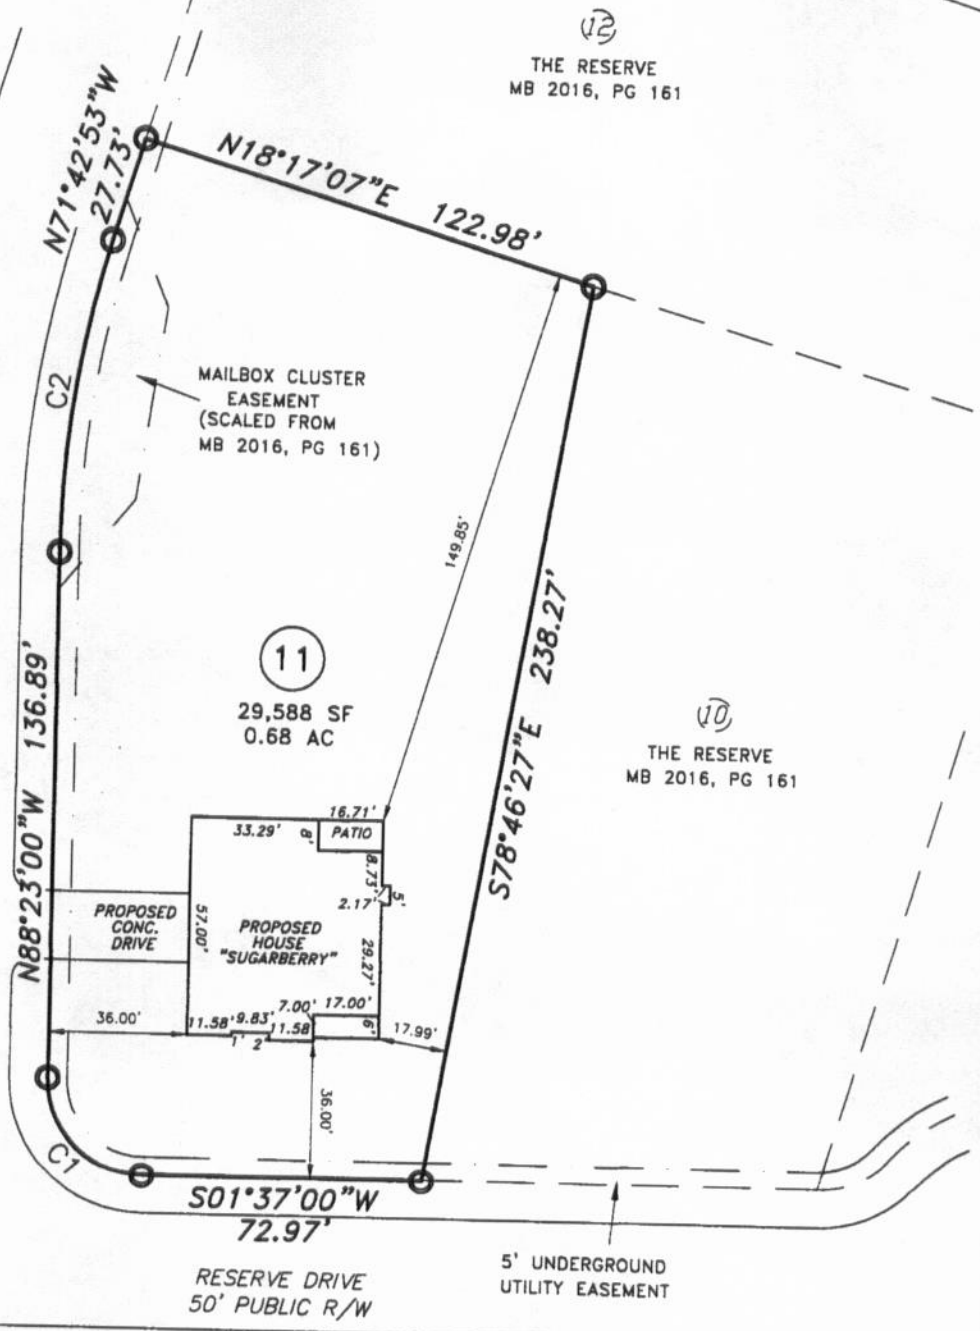 12
THE RESERVE
MB 2016, PG 161
N71°42'53"W
27.73'
N18°17'07"E 122.98'
C2
MAILBOX CLUSTER
EASEMENT
(SCALED FROM
MB 2016, PG 161)
149.85'
S78°46'27"E 238.27'
11
29,588 SF
0.68 AC
10
THE RESERVE
MB 2016, PG 161
N88°23'00"W 136.89'
16.71'
33.29'
8'
PATIO
8.73'
5'
2.17'
57.00'
PROPOSED
CONC.
DRIVE
PROPOSED
HOUSE
"SUGARBERRY"
29.27'
7.00'
17.00'
6'
36.00'
11.58'
9.83'
11.58
1'
2'
17.99'
36.00'
C1
S01°37'00"W
72.97'
RESERVE DRIVE
50' PUBLIC R/W
5' UNDERGROUND
UTILITY EASEMENT